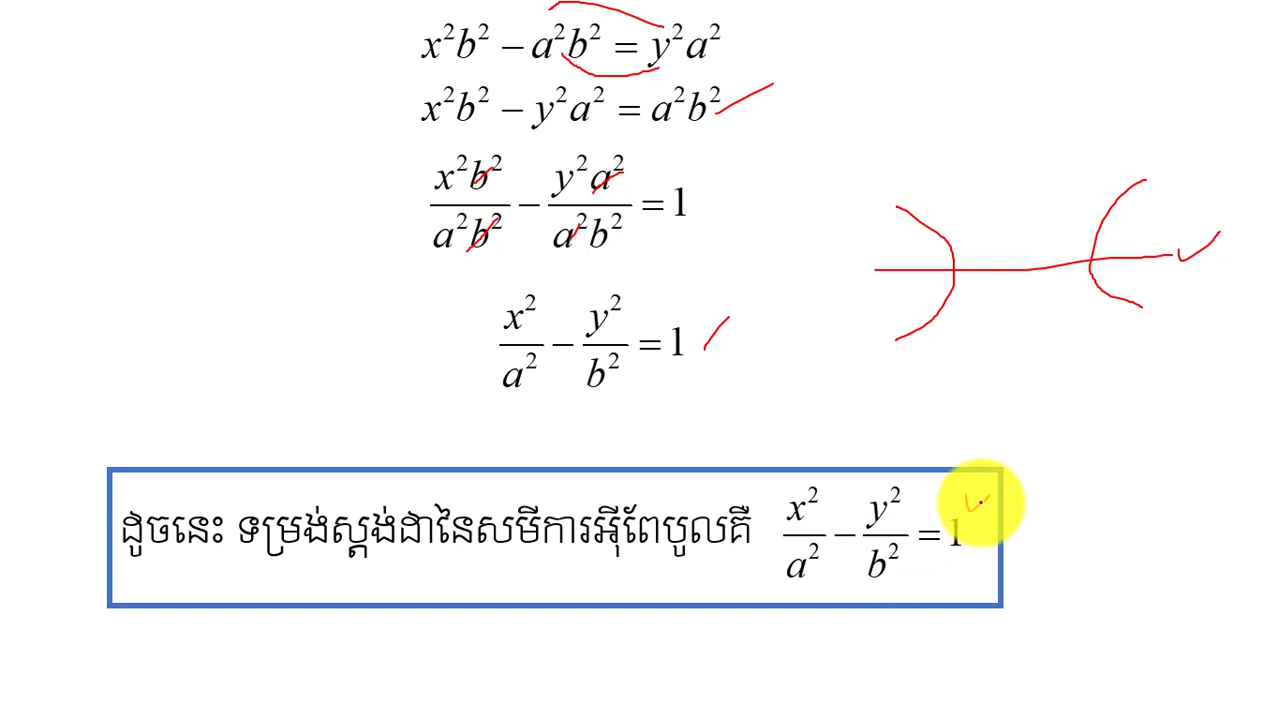 x²b² − a²b² = y²a²
x²b² − y²a² = a²b²
x²b²/a²b² − y²a²/a²b² = 1
x²/a² − y²/b² = 1
ដូចនេះ ទម្រង់ស្តង់ដានៃសមីការអ៊ីពែបូលគឺ x²/a² − y²/b² = 1